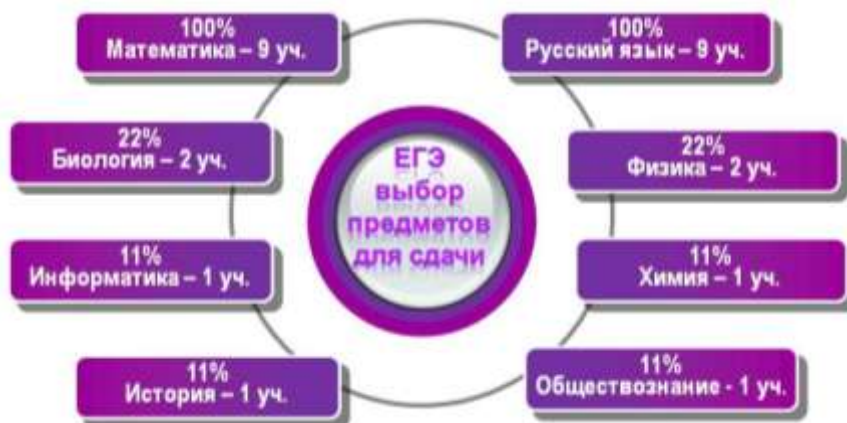 100%
Математика – 9 уч.
100%
Русский язык – 9 уч.
22%
Биология – 2 уч.
ЕГЭ
выбор
предметов
для сдачи
22%
Физика – 2 уч.
11%
Информатика – 1 уч.
11%
Химия – 1 уч.
11%
История – 1 уч.
11%
Обществознание - 1 уч.